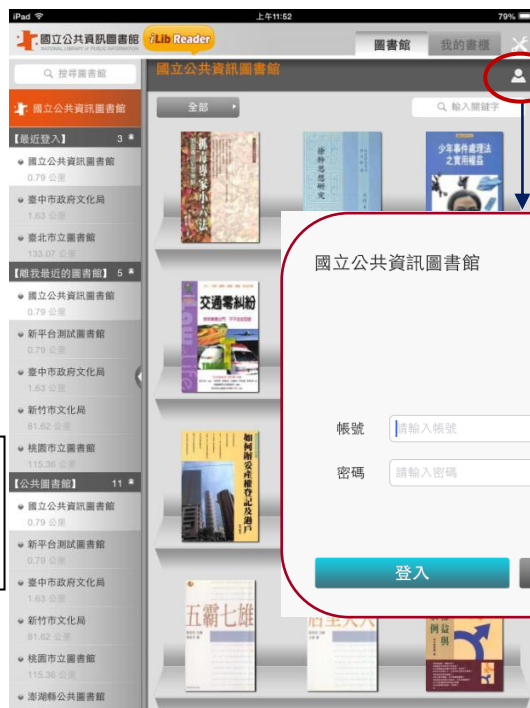 iPad
上午11:52
79%
國立公共資訊圖書館
NATIONAL LIBRARY of PUBLIC INFORMATION
iLib Reader
圖書館
我的書櫃
搜尋圖書館
國立公共資訊圖書館
全部
輸入關鍵字
國立公共資訊圖書館
【最近登入】 3
國立公共資訊圖書館
0.79 公里
臺中市政府文化局
1.63 公里
臺北市立圖書館
133.07 公里
【離我最近的圖書館】 5
國立公共資訊圖書館
0.79 公里
新平台測試圖書館
0.79 公里
臺中市政府文化局
1.63 公里
新竹市文化局
81.62 公里
桃園市立圖書館
115.36 公里
【公共圖書館】 11
國立公共資訊圖書館
0.79 公里
新平台測試圖書館
0.79 公里
臺中市政府文化局
1.63 公里
新竹市文化局
81.62 公里
桃園市立圖書館
115.36 公里
澎湖縣公共圖書館
抓毒專家小六法
徐幹思想研究
少年事件處理法
之實用權益
交通零糾紛
如何辦妥產權登記及過戶
五霸七雄
國立公共資訊圖書館
帳號
請輸入帳號
密碼
請輸入密碼
登入